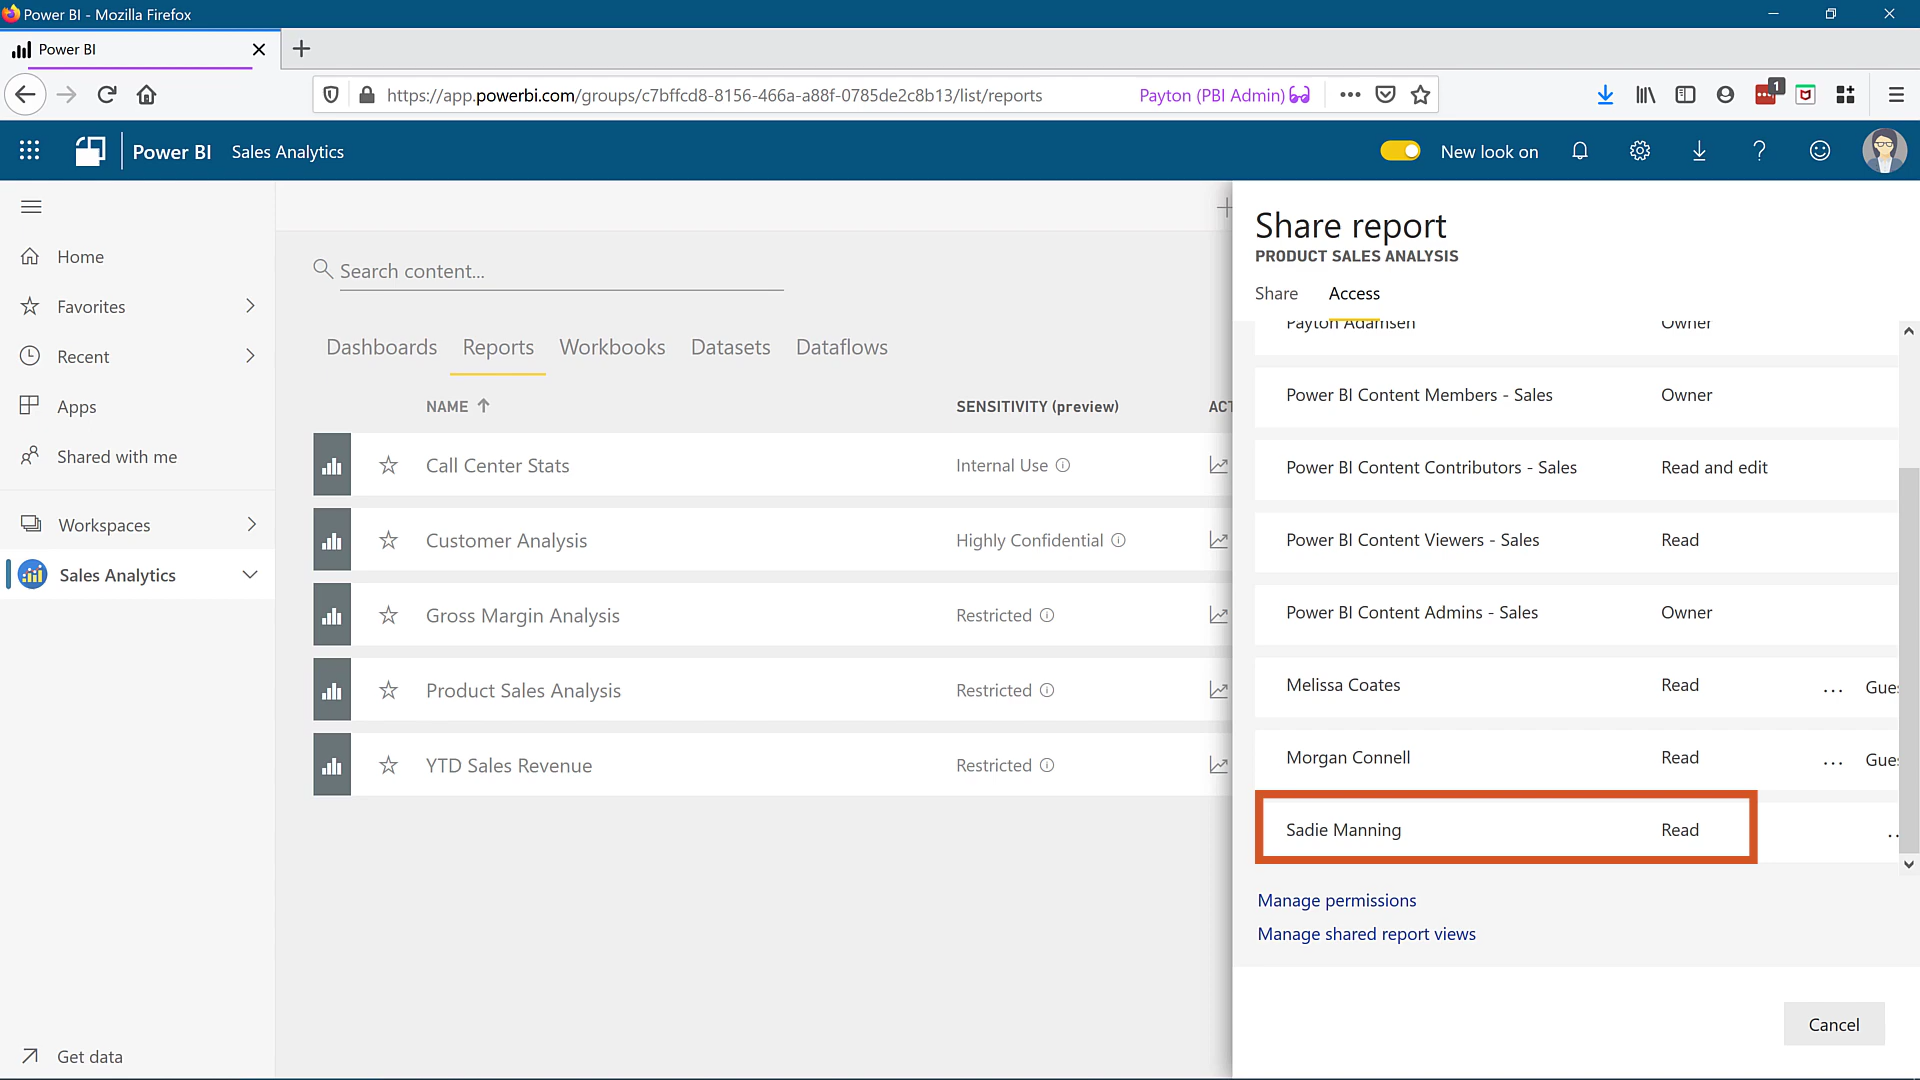 Power BI - Mozilla Firefox
Power BI
https://app.powerbi.com/groups/c7bffcd8-8156-466a-a88f-0785de2c8b13/list/reports
Payton (PBI Admin)
1
Power BI Sales Analytics
New look on
Home
Favorites
Recent
Apps
Shared with me
Workspaces
Sales Analytics
Get data
Search content...
Dashboards Reports Workbooks Datasets Dataflows
NAME SENSITIVITY (preview) ACT
Call Center Stats Internal Use
Customer Analysis Highly Confidential
Gross Margin Analysis Restricted
Product Sales Analysis Restricted
YTD Sales Revenue Restricted
Share report
PRODUCT SALES ANALYSIS
Share Access
Payton Adamsen Owner
Power BI Content Members - Sales Owner
Power BI Content Contributors - Sales Read and edit
Power BI Content Viewers - Sales Read
Power BI Content Admins - Sales Owner
Melissa Coates Read ... Gues
Morgan Connell Read ... Gues
Sadie Manning Read ..
Manage permissions
Manage shared report views
Cancel